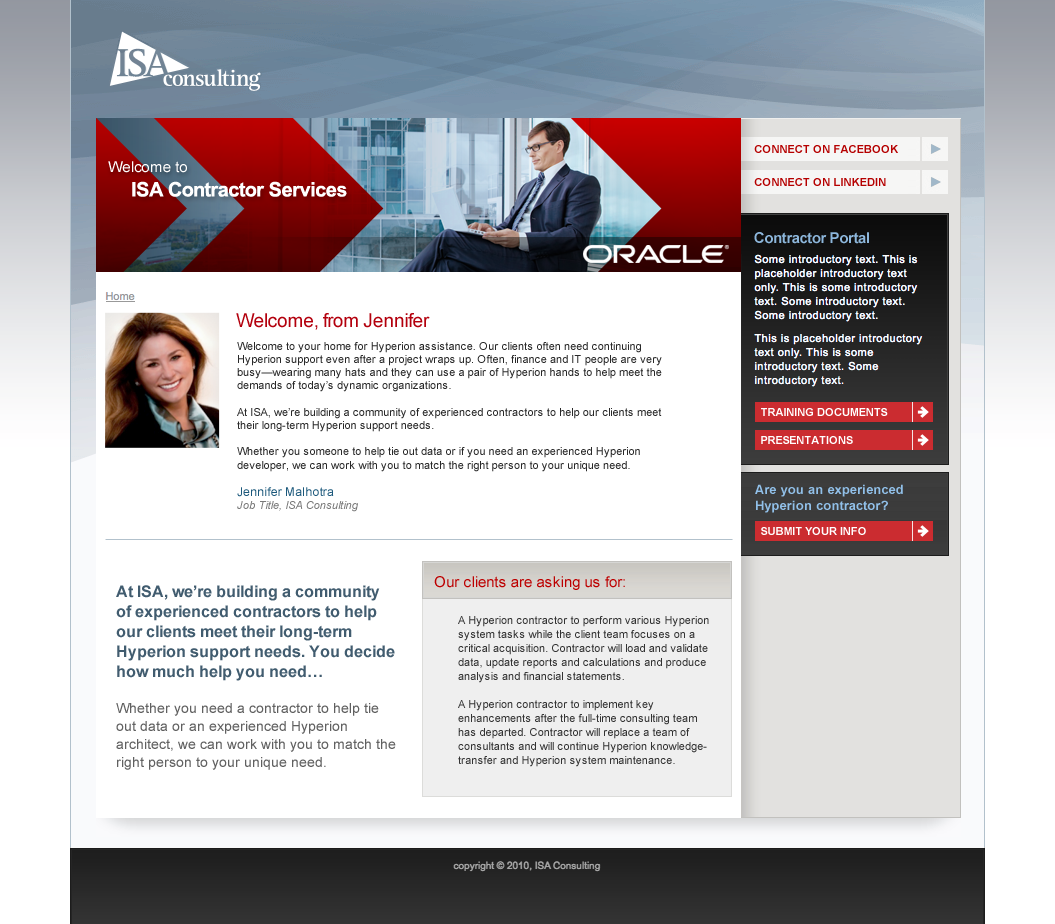 ISA
consulting
Welcome to
ISA Contractor Services
ORACLE®
CONNECT ON FACEBOOK
CONNECT ON LINKEDIN
Contractor Portal
Some introductory text. This is
placeholder introductory text
only. This is some introductory
text. Some introductory text.
Some introductory text.
This is placeholder introductory
text only. This is some
introductory text. Some
introductory text.
TRAINING DOCUMENTS
PRESENTATIONS
Are you an experienced
Hyperion contractor?
SUBMIT YOUR INFO
Home
Welcome, from Jennifer
Welcome to your home for Hyperion assistance. Our clients often need continuing
Hyperion support even after a project wraps up. Often, finance and IT people are very
busy—wearing many hats and they can use a pair of Hyperion hands to help meet the
demands of today’s dynamic organizations.
At ISA, we’re building a community of experienced contractors to help our clients meet
their long-term Hyperion support needs.
Whether you someone to help tie out data or if you need an experienced Hyperion
developer, we can work with you to match the right person to your unique need.
Jennifer Malhotra
Job Title, ISA Consulting
At ISA, we’re building a community
of experienced contractors to help
our clients meet their long-term
Hyperion support needs. You decide
how much help you need…
Whether you need a contractor to help tie
out data or an experienced Hyperion
architect, we can work with you to match the
right person to your unique need.
Our clients are asking us for:
A Hyperion contractor to perform various Hyperion
system tasks while the client team focuses on a
critical acquisition. Contractor will load and validate
data, update reports and calculations and produce
analysis and financial statements.
A Hyperion contractor to implement key
enhancements after the full-time consulting team
has departed. Contractor will replace a team of
consultants and will continue Hyperion knowledge-
transfer and Hyperion system maintenance.
copyright © 2010, ISA Consulting